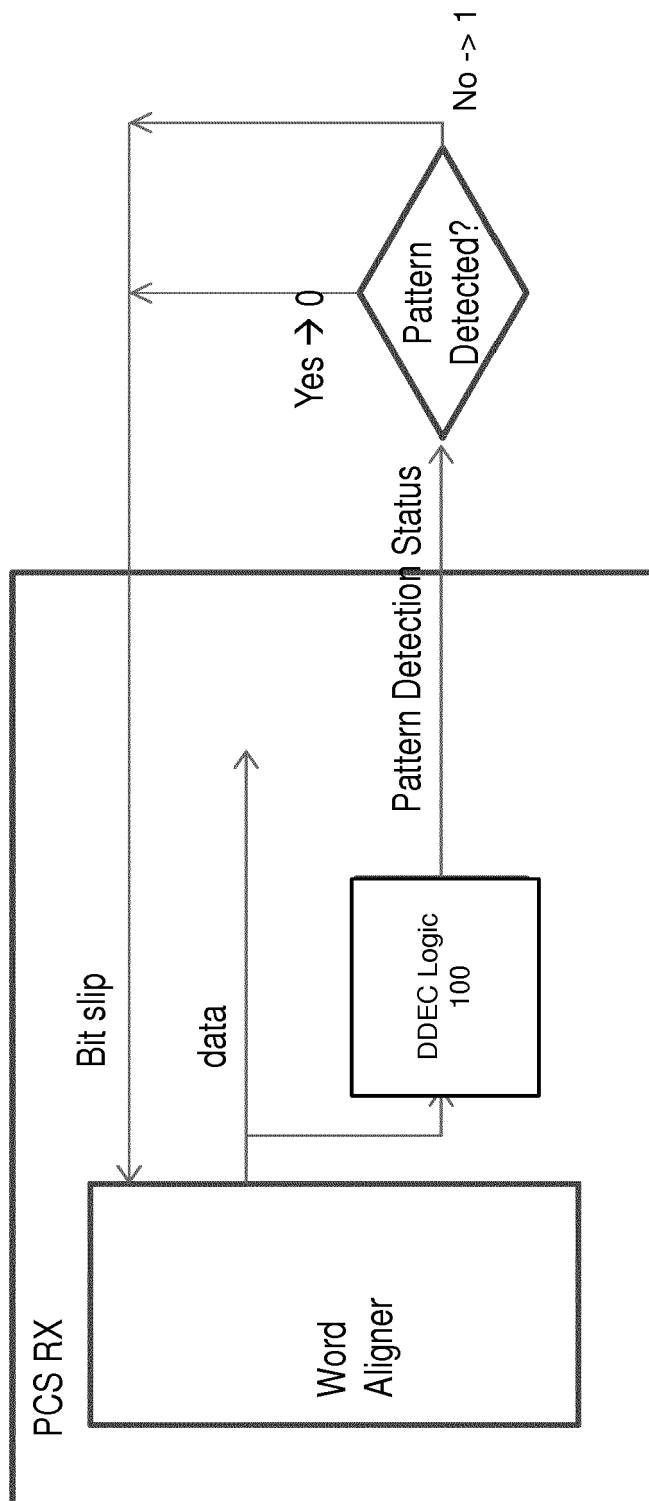 PCS RX
Word
Aligner
Bit slip
data
DDEC Logic
100
Pattern Detection Status
Yes → 0
Pattern
Detected?
No -> 1